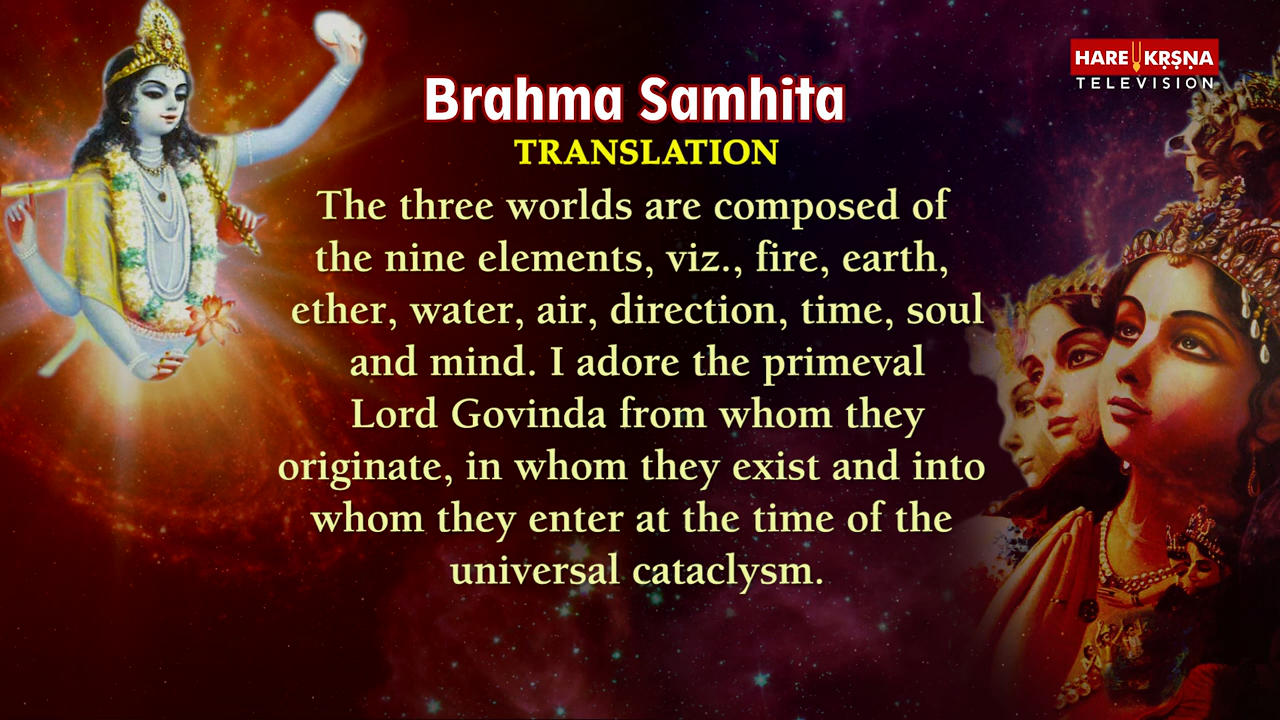 HARE KṚṢṆA
TELEVISION
Brahma Samhita
TRANSLATION
The three worlds are composed of
the nine elements, viz., fire, earth,
ether, water, air, direction, time, soul
and mind. I adore the primeval
Lord Govinda from whom they
originate, in whom they exist and into
whom they enter at the time of the
universal cataclysm.